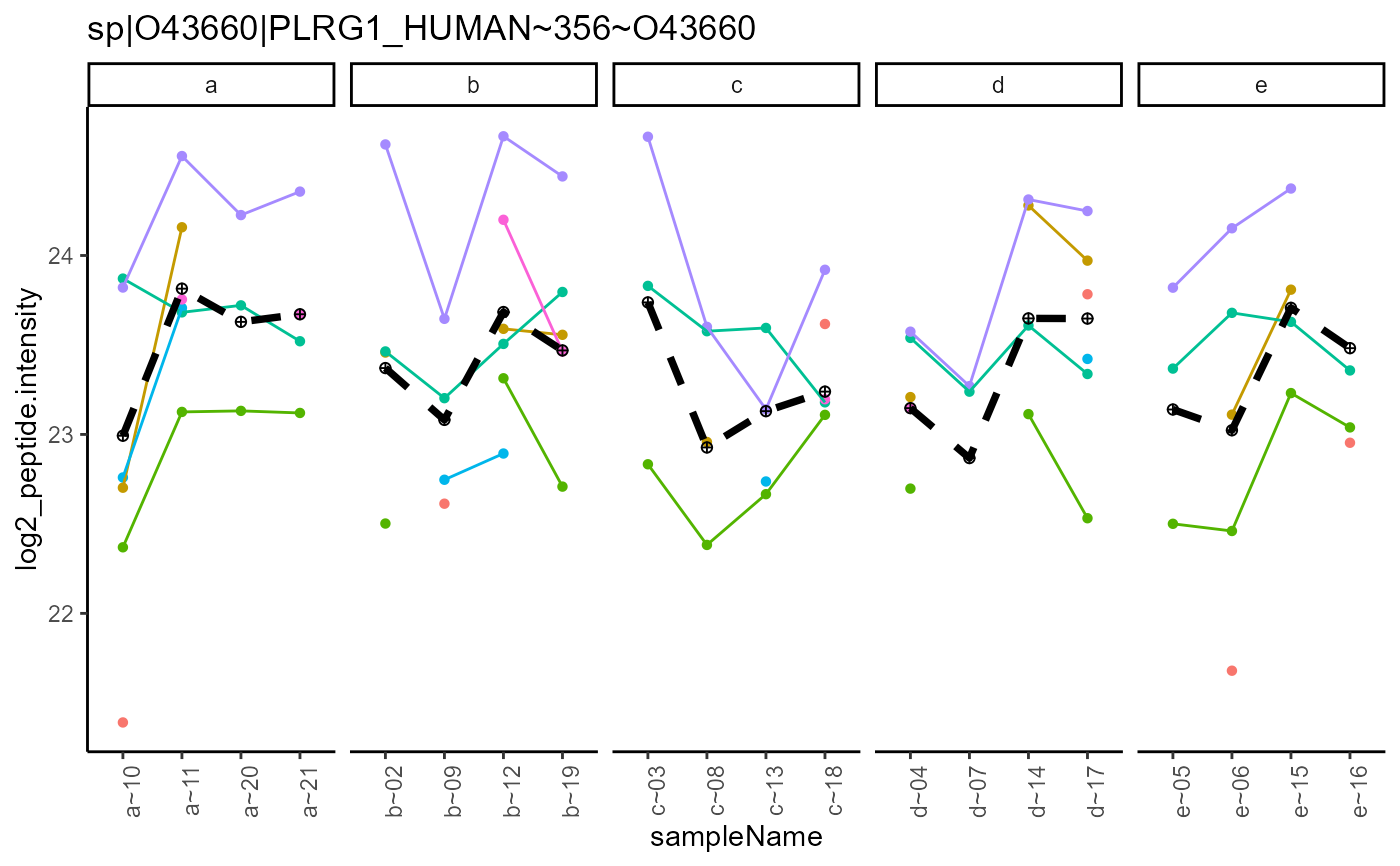 sp|O43660|PLRG1_HUMAN~356~O43660
a
b
c
d
e
log2_peptide.intensity
24
23
22
a~10
a~11
a~20
a~21
b~02
b~09
b~12
b~19
c~03
c~08
c~13
c~18
d~04
d~07
d~14
d~17
e~05
e~06
e~15
e~16
sampleName